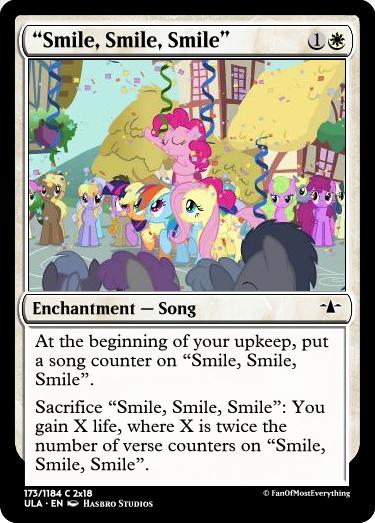 “Smile, Smile, Smile” 1
Enchantment — Song
At the beginning of your upkeep, put
a song counter on “Smile, Smile,
Smile”.
Sacrifice “Smile, Smile, Smile”: You
gain X life, where X is twice the
number of verse counters on “Smile,
Smile, Smile”.
173/1184 C 2x18
ULA • EN Hasbro Studios © FanOfMostEverything